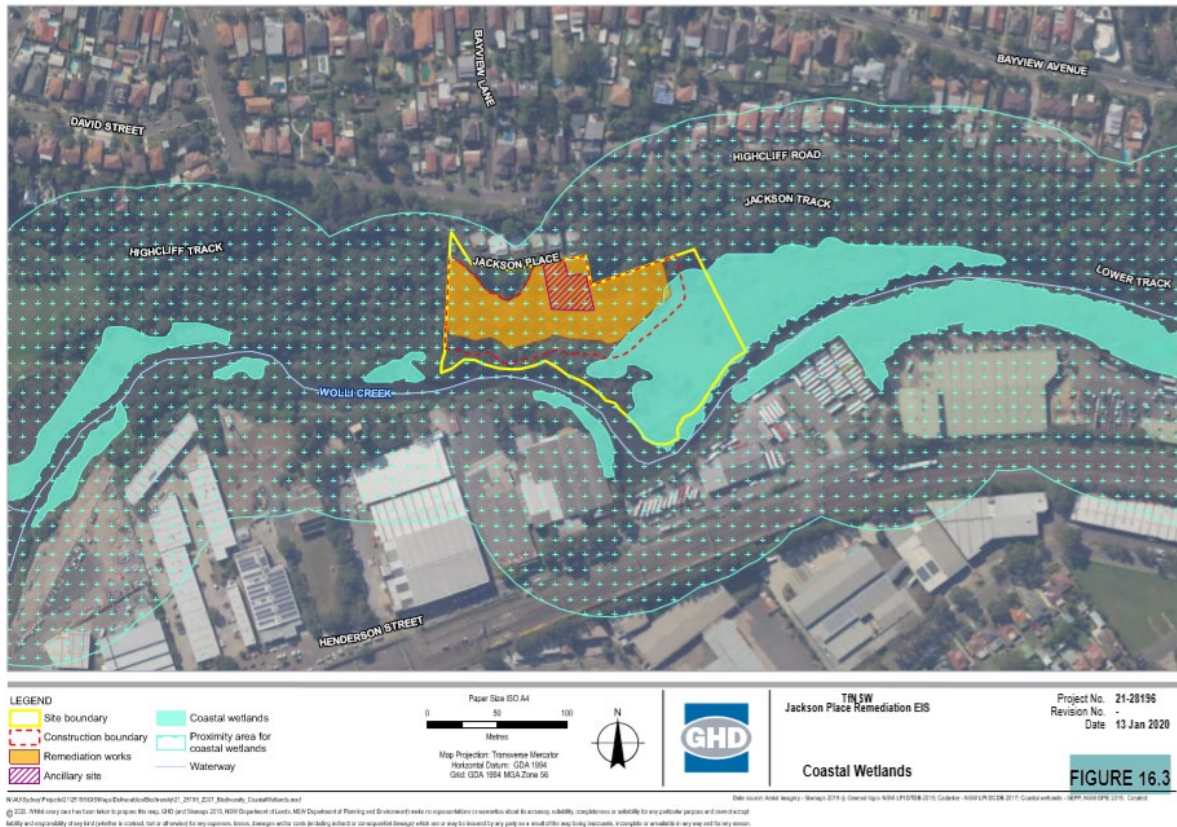 BAYVIEW LANE
BAYVIEW AVENUE
DAVID STREET
HIGHCLIFF ROAD
JACKSON TRACK
HIGHCLIFF TRACK
JACKSON PLACE
LOWER TRACK
WOLLI CREEK
HENDERSON STREET
LEGEND
Site boundary
Construction boundary
Remediation works
Ancillary site
Coastal wetlands
Proximity area for
coastal wetlands
Waterway
Paper Size ISO A4
0 50 100
Metres
Map Projection: Transverse Mercator
Horizontal Datum: GDA 1994
Grid: GDA 1994 MGA Zone 56
N
GHD
TfNSW
Jackson Place Remediation EIS
Coastal Wetlands
Project No. 21-28196
Revision No. -
Date 13 Jan 2020
FIGURE 16.3